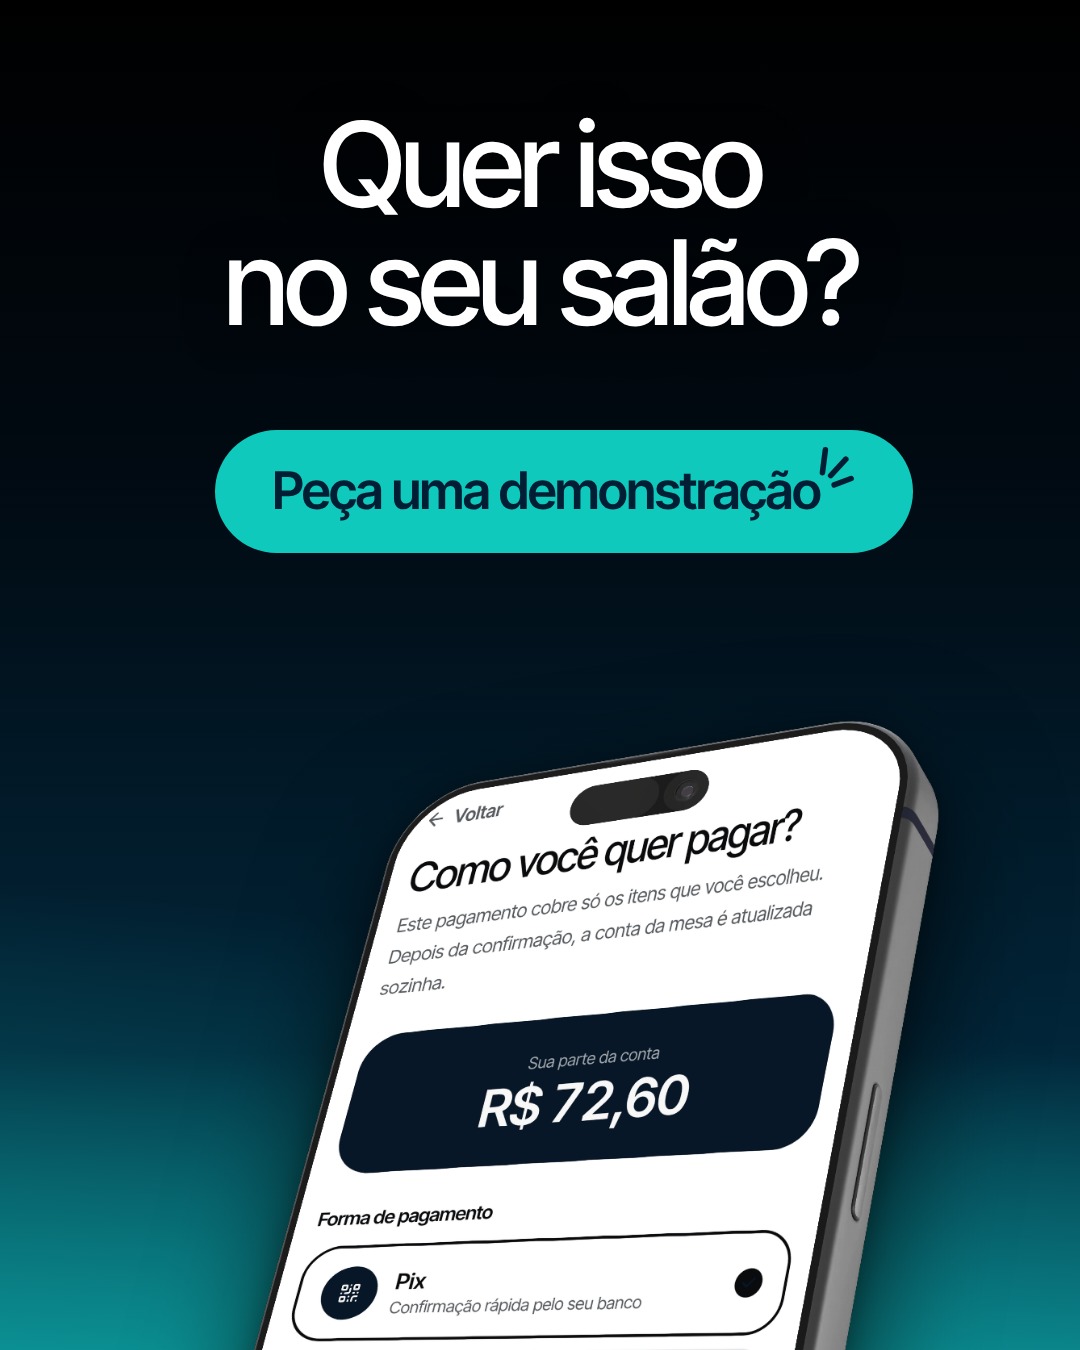 Quer isso
no seu salão?
Peça uma demonstração
← Voltar
Como você quer pagar?
Este pagamento cobre só os itens que você escolheu.
Depois da confirmação, a conta da mesa é atualizada
sozinha.
Sua parte da conta
R$ 72,60
Forma de pagamento
Pix
Confirmação rápida pelo seu banco